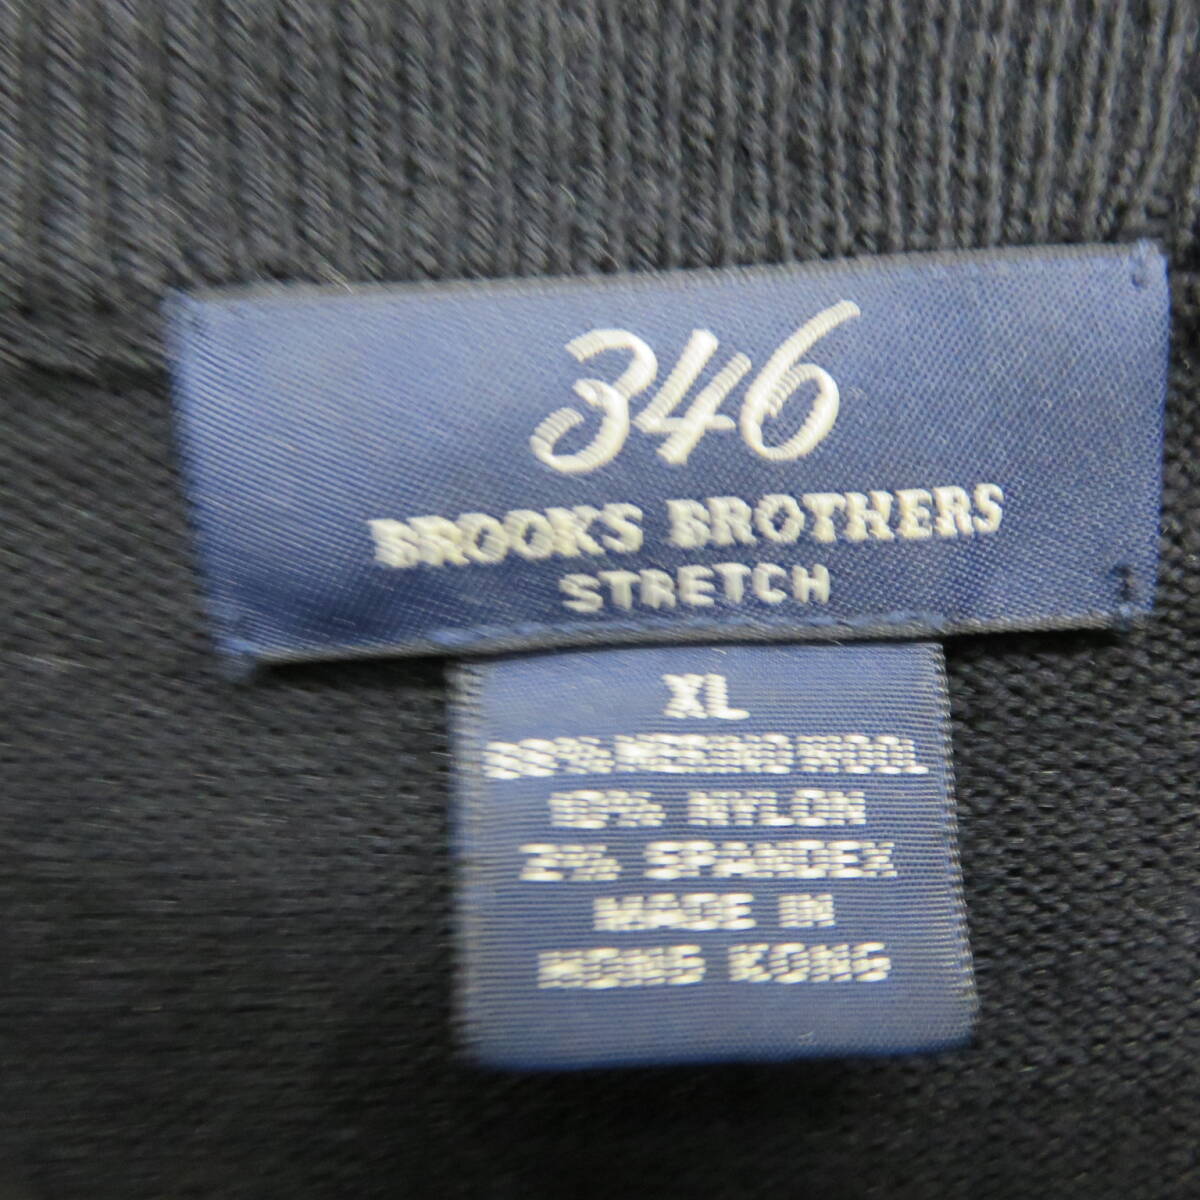 346
BROOKS BROTHERS
STRETCH
XL
88% MERINO WOOL
10% NYLON
2% SPANDEX
MADE IN
HONG KONG